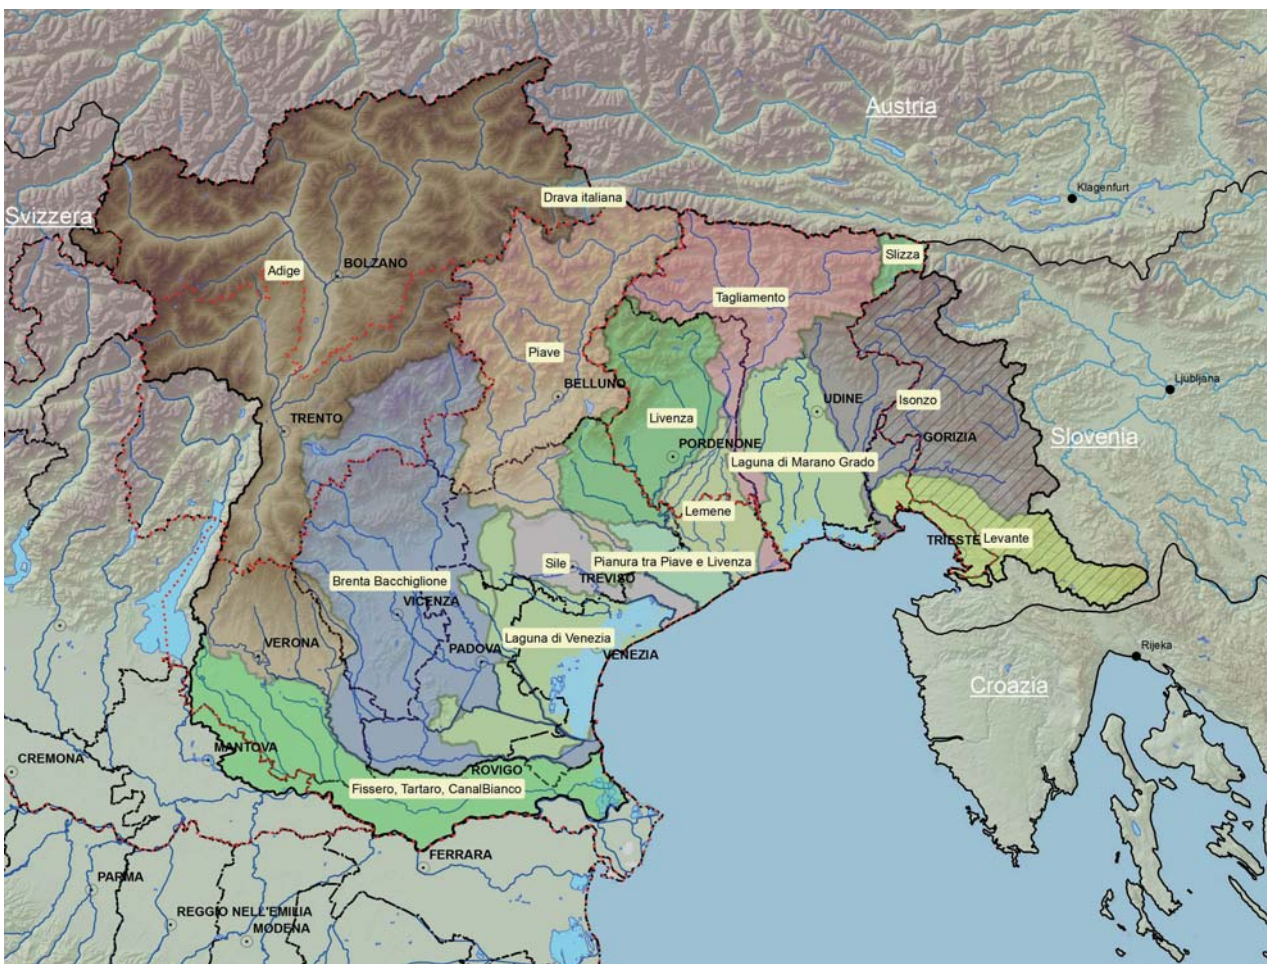 Austria
Klagenfurt
Drava italiana
Svizzera
Slizza
BOLZANO
Adige
Tagliamento
Piave
BELLUNO
Ljubljana
UDINE
Isonzo
TRENTO
Livenza
PORDENONE
GORIZIA
Slovenia
Laguna di Marano Grado
Lemene
TRIESTE
Levante
Sile
Pianura tra Piave e Livenza
TREVISO
Brenta Bacchiglione
VICENZA
Laguna di Venezia
VERONA
PADOVA
VENEZIA
Rijeka
Croazia
MANTOVA
CREMONA
ROVIGO
Fissero, Tartaro, CanalBianco
FERRARA
PARMA
REGGIO NELL'EMILIA
MODENA